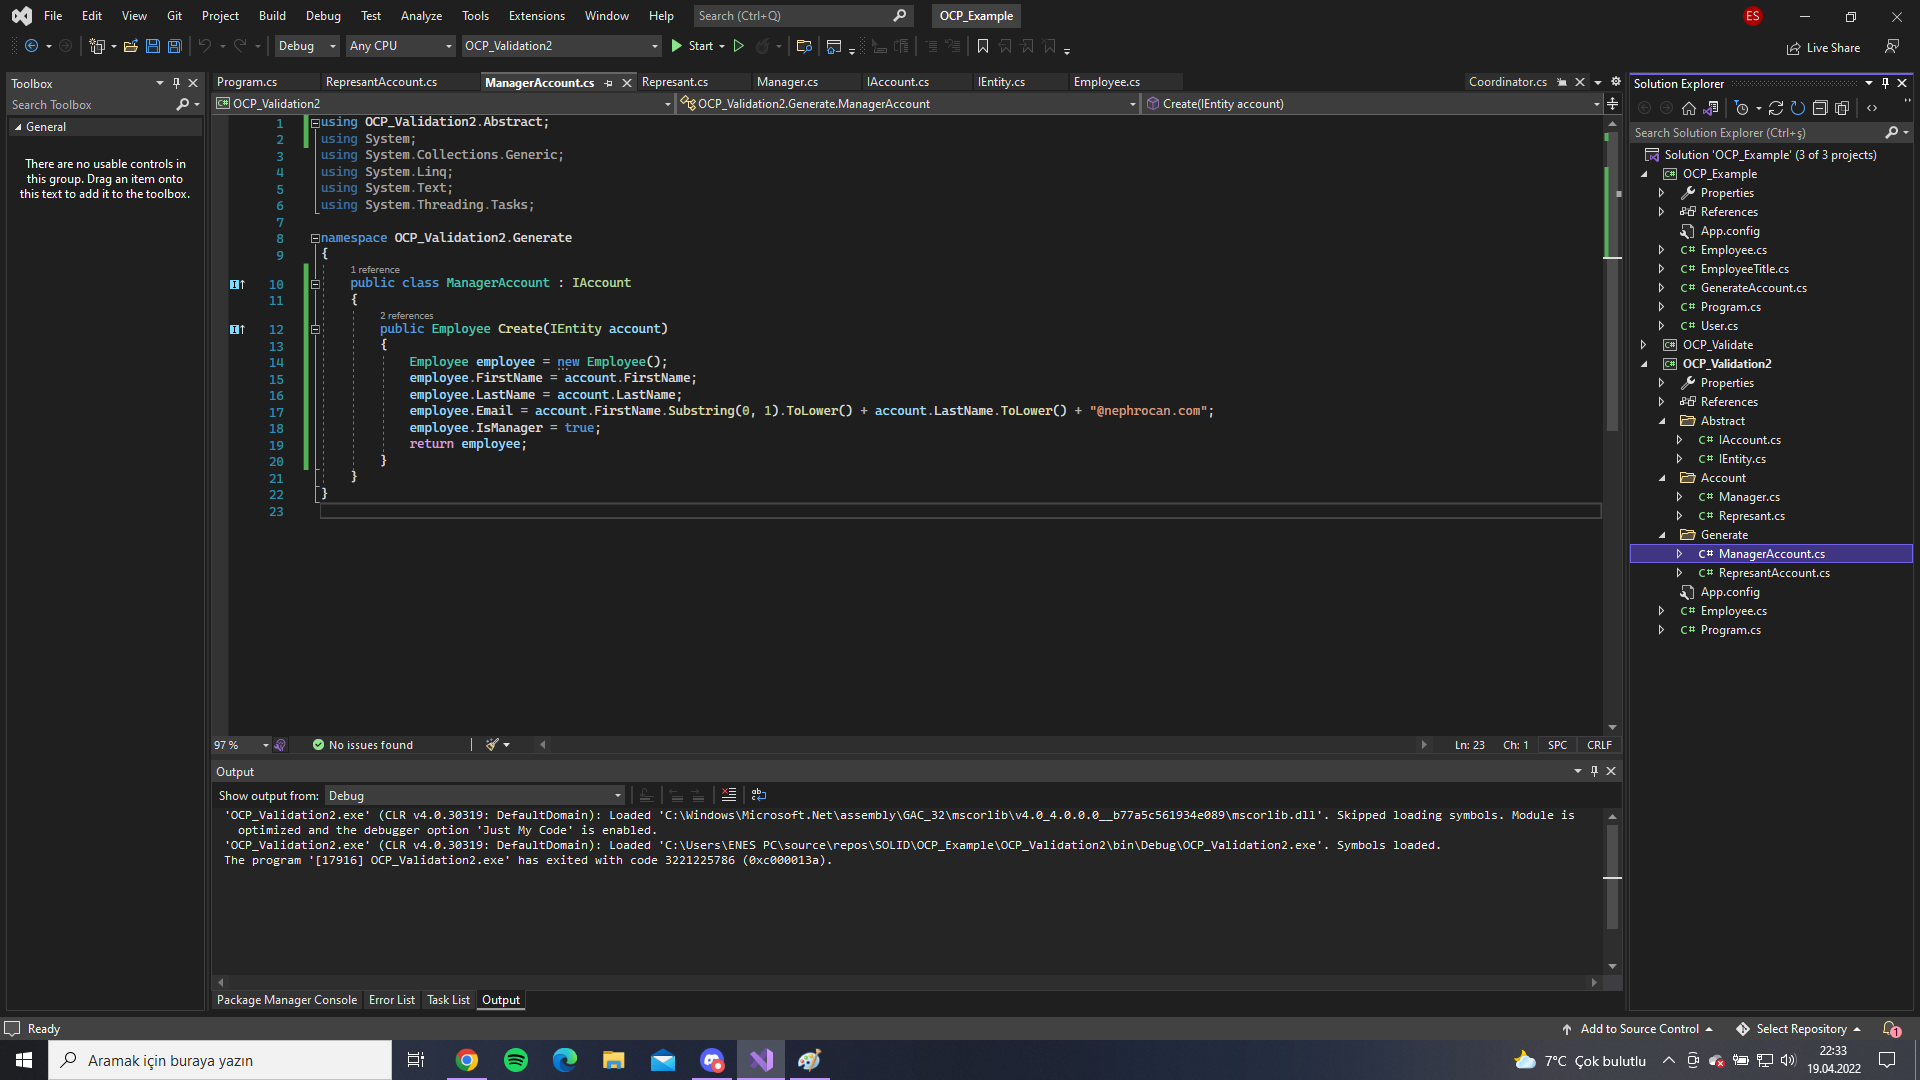 File Edit View Git Project Build Debug Test Analyze Tools Extensions Window Help Search (Ctrl+Q) OCP_Example ES
Debug Any CPU OCP_Validation2 Start Live Share
Toolbox
Search Toolbox
General
There are no usable controls in
this group. Drag an item onto
this text to add it to the toolbox.
Program.cs RepresantAccount.cs ManagerAccount.cs Represant.cs Manager.cs IAccount.cs IEntity.cs Employee.cs Coordinator.cs
OCP_Validation2 OCP_Validation2.Generate.ManagerAccount Create(IEntity account)
1 using OCP_Validation2.Abstract;
2 using System;
3 using System.Collections.Generic;
4 using System.Linq;
5 using System.Text;
6 using System.Threading.Tasks;
7
8 namespace OCP_Validation2.Generate
9 {
1 reference
10 public class ManagerAccount : IAccount
11 {
2 references
12 public Employee Create(IEntity account)
13 {
14 Employee employee = new Employee();
15 employee.FirstName = account.FirstName;
16 employee.LastName = account.LastName;
17 employee.Email = account.FirstName.Substring(0, 1).ToLower() + account.LastName.ToLower() + "@nephrocan.com";
18 employee.IsManager = true;
19 return employee;
20 }
21 }
22 }
23
97 % No issues found Ln: 23 Ch: 1 SPC CRLF
Output
Show output from: Debug
'OCP_Validation2.exe' (CLR v4.0.30319: DefaultDomain): Loaded 'C:\Windows\Microsoft.Net\assembly\GAC_32\mscorlib\v4.0_4.0.0.0__b77a5c561934e089\mscorlib.dll'. Skipped loading symbols. Module is
optimized and the debugger option 'Just My Code' is enabled.
'OCP_Validation2.exe' (CLR v4.0.30319: DefaultDomain): Loaded 'C:\Users\ENES PC\source\repos\SOLID\OCP_Example\OCP_Validation2\bin\Debug\OCP_Validation2.exe'. Symbols loaded.
The program '[17916] OCP_Validation2.exe' has exited with code 3221225786 (0xc000013a).
Package Manager Console Error List Task List Output
Solution Explorer
Search Solution Explorer (Ctrl+ş)
Solution 'OCP_Example' (3 of 3 projects)
C# OCP_Example
Properties
References
App.config
C# Employee.cs
C# EmployeeTitle.cs
C# GenerateAccount.cs
C# Program.cs
C# User.cs
C# OCP_Validate
C# OCP_Validation2
Properties
References
Abstract
C# IAccount.cs
C# IEntity.cs
Account
C# Manager.cs
C# Represant.cs
Generate
C# ManagerAccount.cs
C# RepresantAccount.cs
App.config
C# Employee.cs
C# Program.cs
Ready Add to Source Control Select Repository 1
Aramak için buraya yazın 7°C Çok bulutlu 22:33
19.04.2022